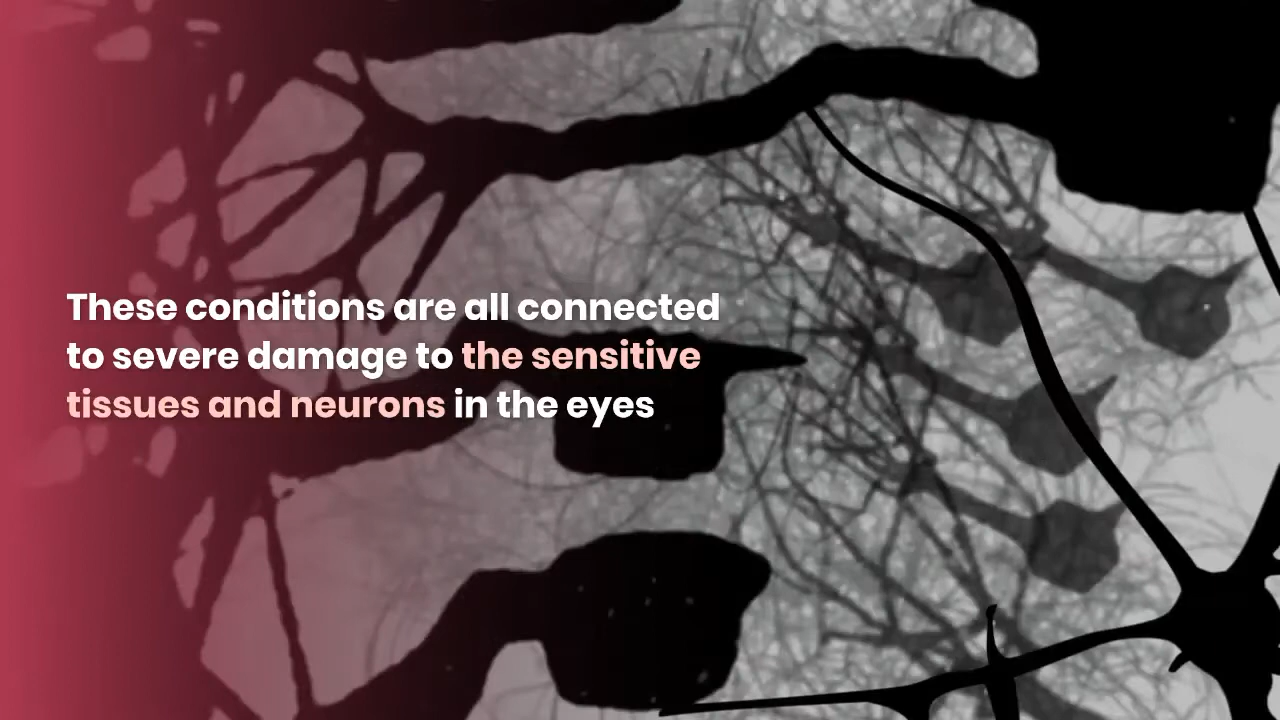 These conditions are all connected
to severe damage to the sensitive
tissues and neurons in the eyes